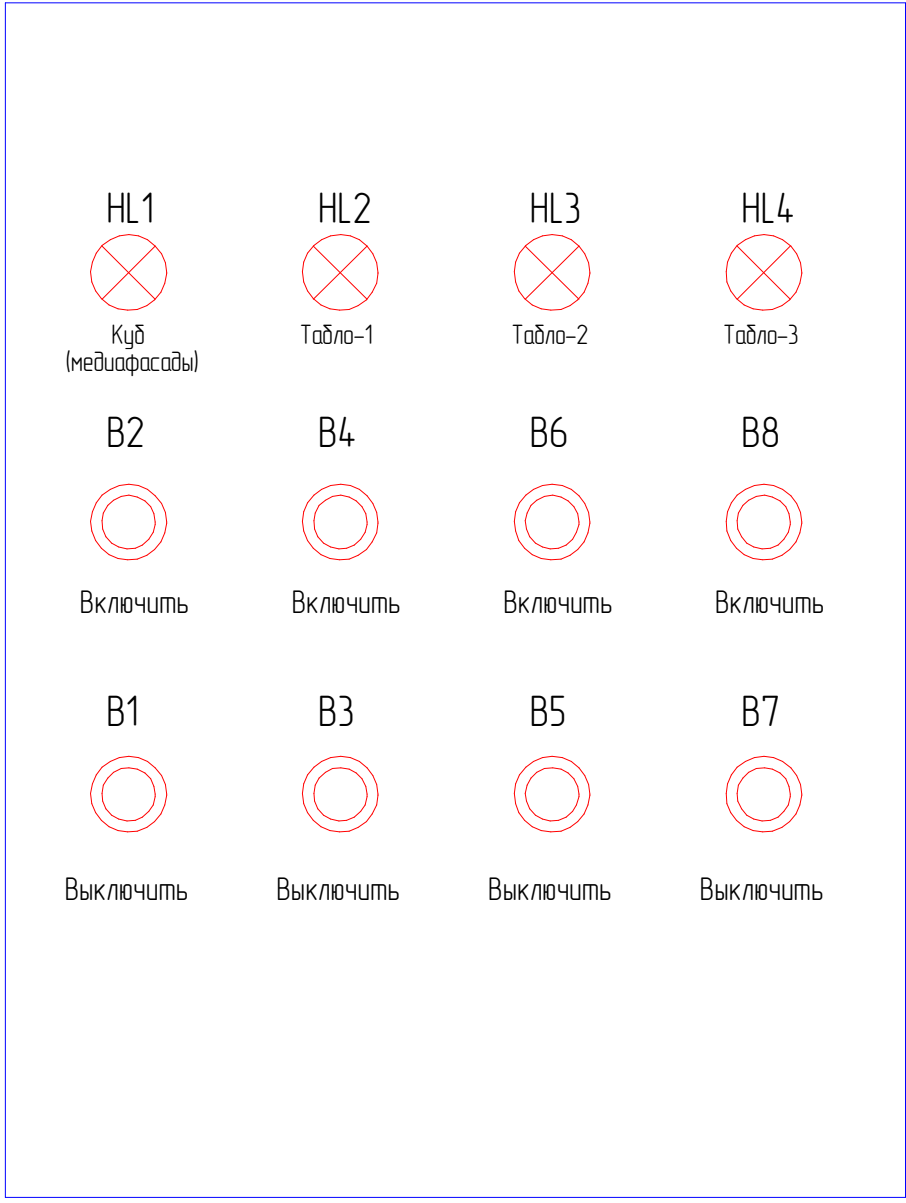 HL1 HL2 HL3 HL4
Куб Табло-1 Табло-2 Табло-3
(медиафасады)
B2 B4 B6 B8
Включить Включить Включить Включить
B1 B3 B5 B7
Выключить Выключить Выключить Выключить